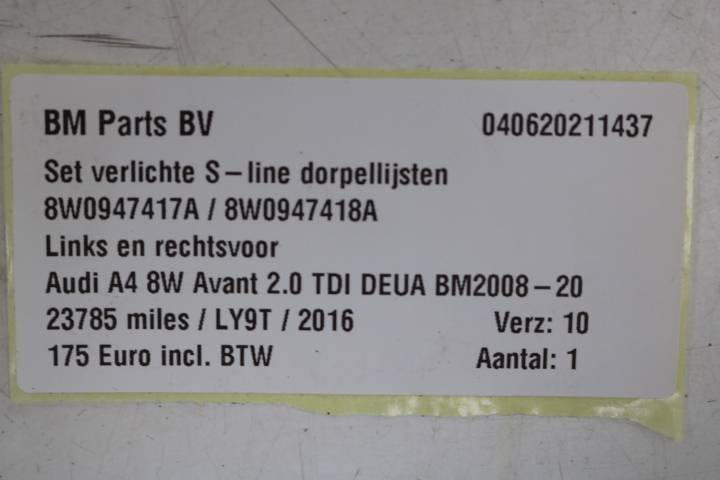 BM Parts BV 040620211437
Set verlichte S-line dorpellijsten
8W0947417A / 8W0947418A
Links en rechtsvoor
Audi A4 8W Avant 2.0 TDI DEUA BM2008-20
23785 miles / LY9T / 2016 Verz: 10
175 Euro incl. BTW Aantal: 1